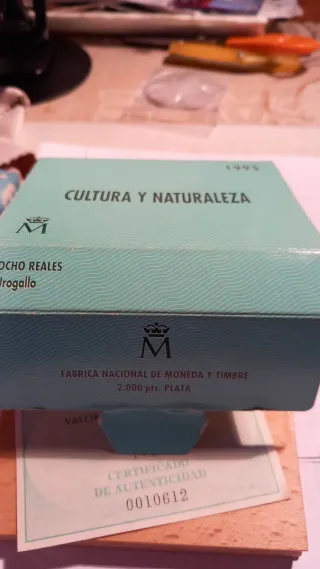 1995
CULTURA Y NATURALEZA
M
OCHO REALES
Urogallo
M
FABRICA NACIONAL DE MONEDA Y TIMBRE
2.000 pts. PLATA
CERTIFICADO
DE AUTENTICIDAD
0010612